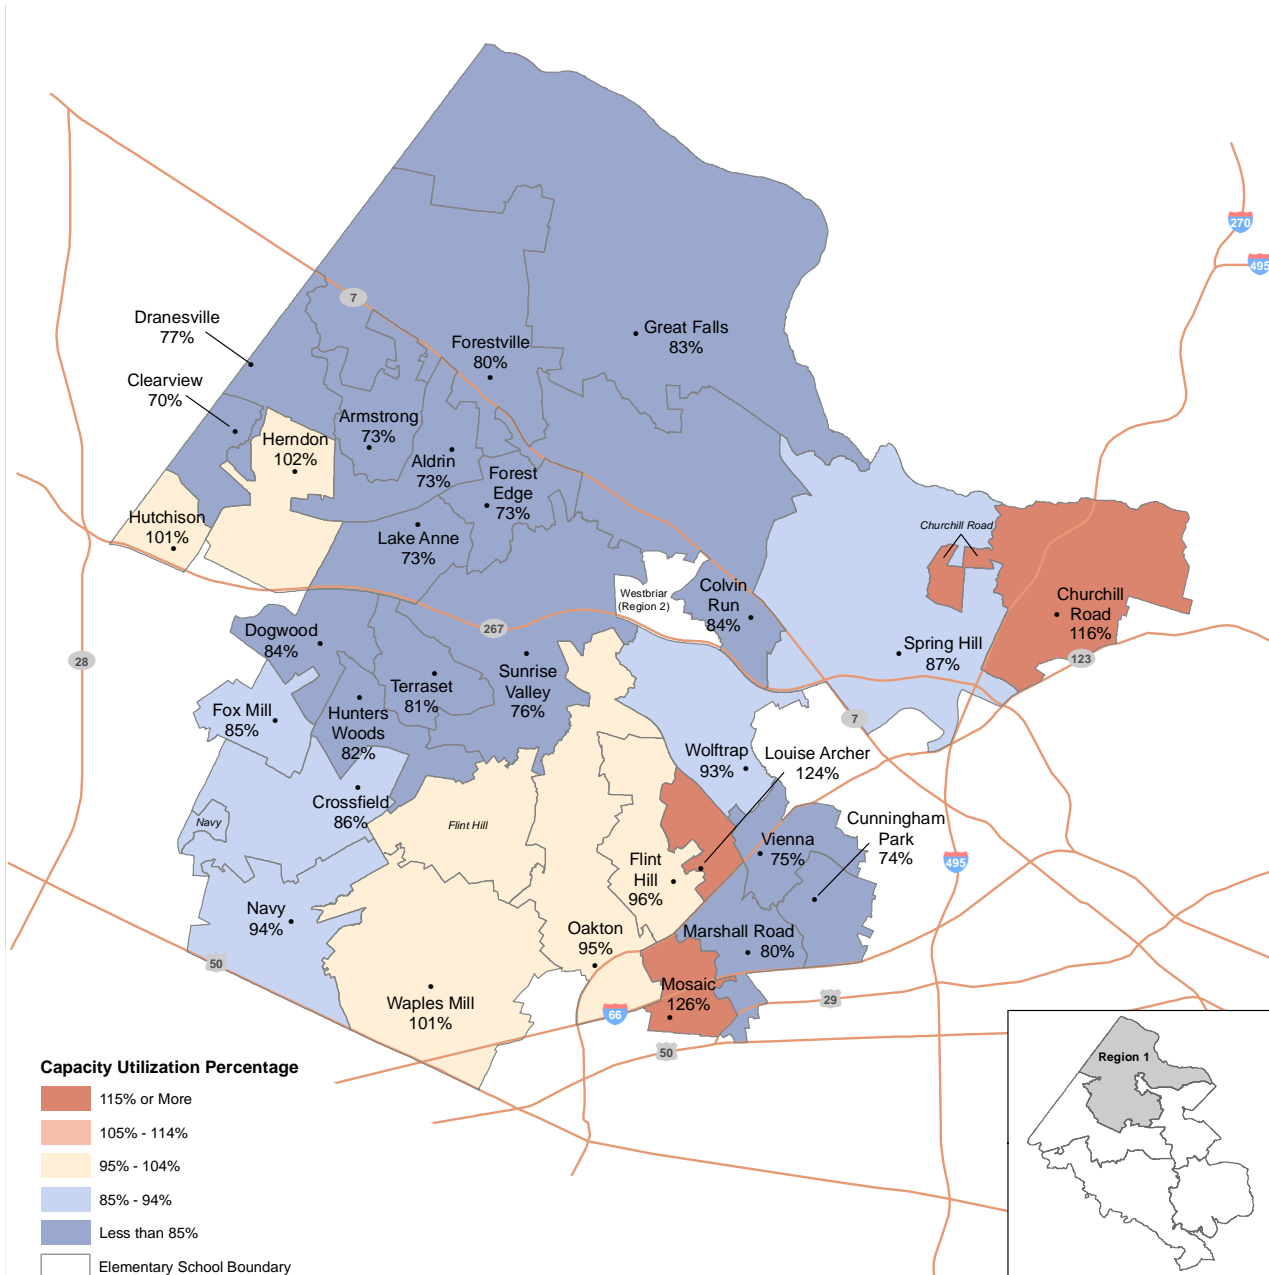 270
495
7
Dranesville
77%
Great Falls
83%
Forestville
80%
Clearview
70%
Armstrong
73%
Herndon
102%
Aldrin
73%
Forest
Edge
73%
Hutchison
101%
Lake Anne
73%
Churchill Road
Westbriar
(Region 2)
Colvin
Run
84%
Churchill
Road
116%
Dogwood
84%
267
Spring Hill
87%
123
28
Sunrise
Valley
76%
Terraset
81%
Fox Mill
85%
Hunters
Woods
82%
7
Wolftrap
93%
Louise Archer
124%
Crossfield
86%
Navy
Flint Hill
Cunningham
Park
74%
Vienna
75%
Flint
Hill
96%
495
Navy
94%
Oakton
95%
Marshall Road
80%
50
Mosaic
126%
Waples Mill
101%
66
29
50
Region 1
Capacity Utilization Percentage
115% or More
105% - 114%
95% - 104%
85% - 94%
Less than 85%
Elementary School Boundary